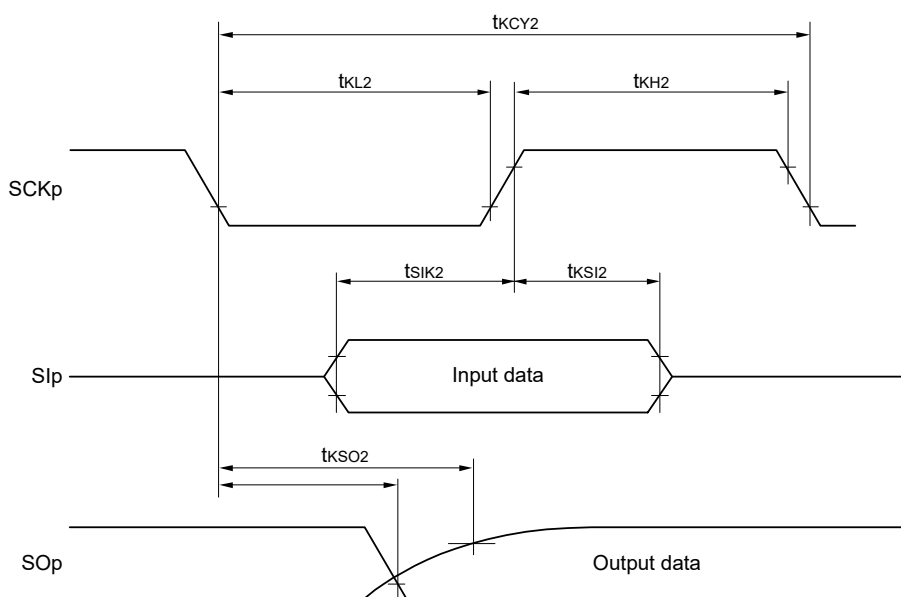 tKCY2
tKL2
tKH2
SCKp
tSIK2
tKSI2
SIp
Input data
tKSO2
SOp
Output data